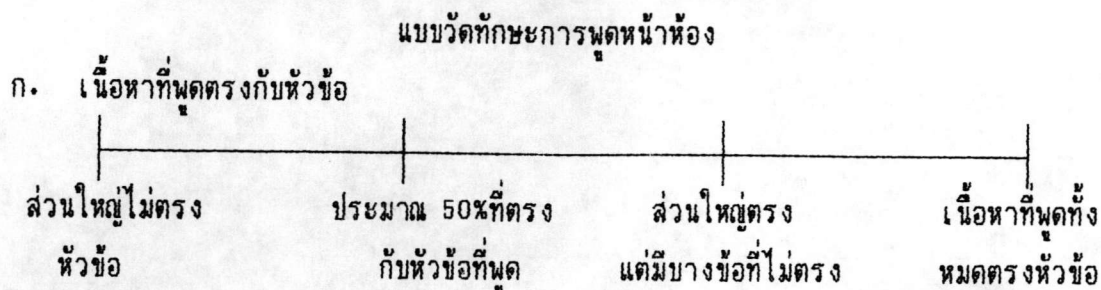 แบบวัดทักษะการพูดหน้าห้อง
ก. เนื้อหาที่พูดตรงกับหัวข้อ
ส่วนใหญ่ไม่ตรง ประมาณ 50%ที่ตรง ส่วนใหญ่ตรง เนื้อหาที่พูดทั้ง
หัวข้อ กับหัวข้อที่พูด แต่มีบางข้อที่ไม่ตรง หมดตรงหัวข้อ